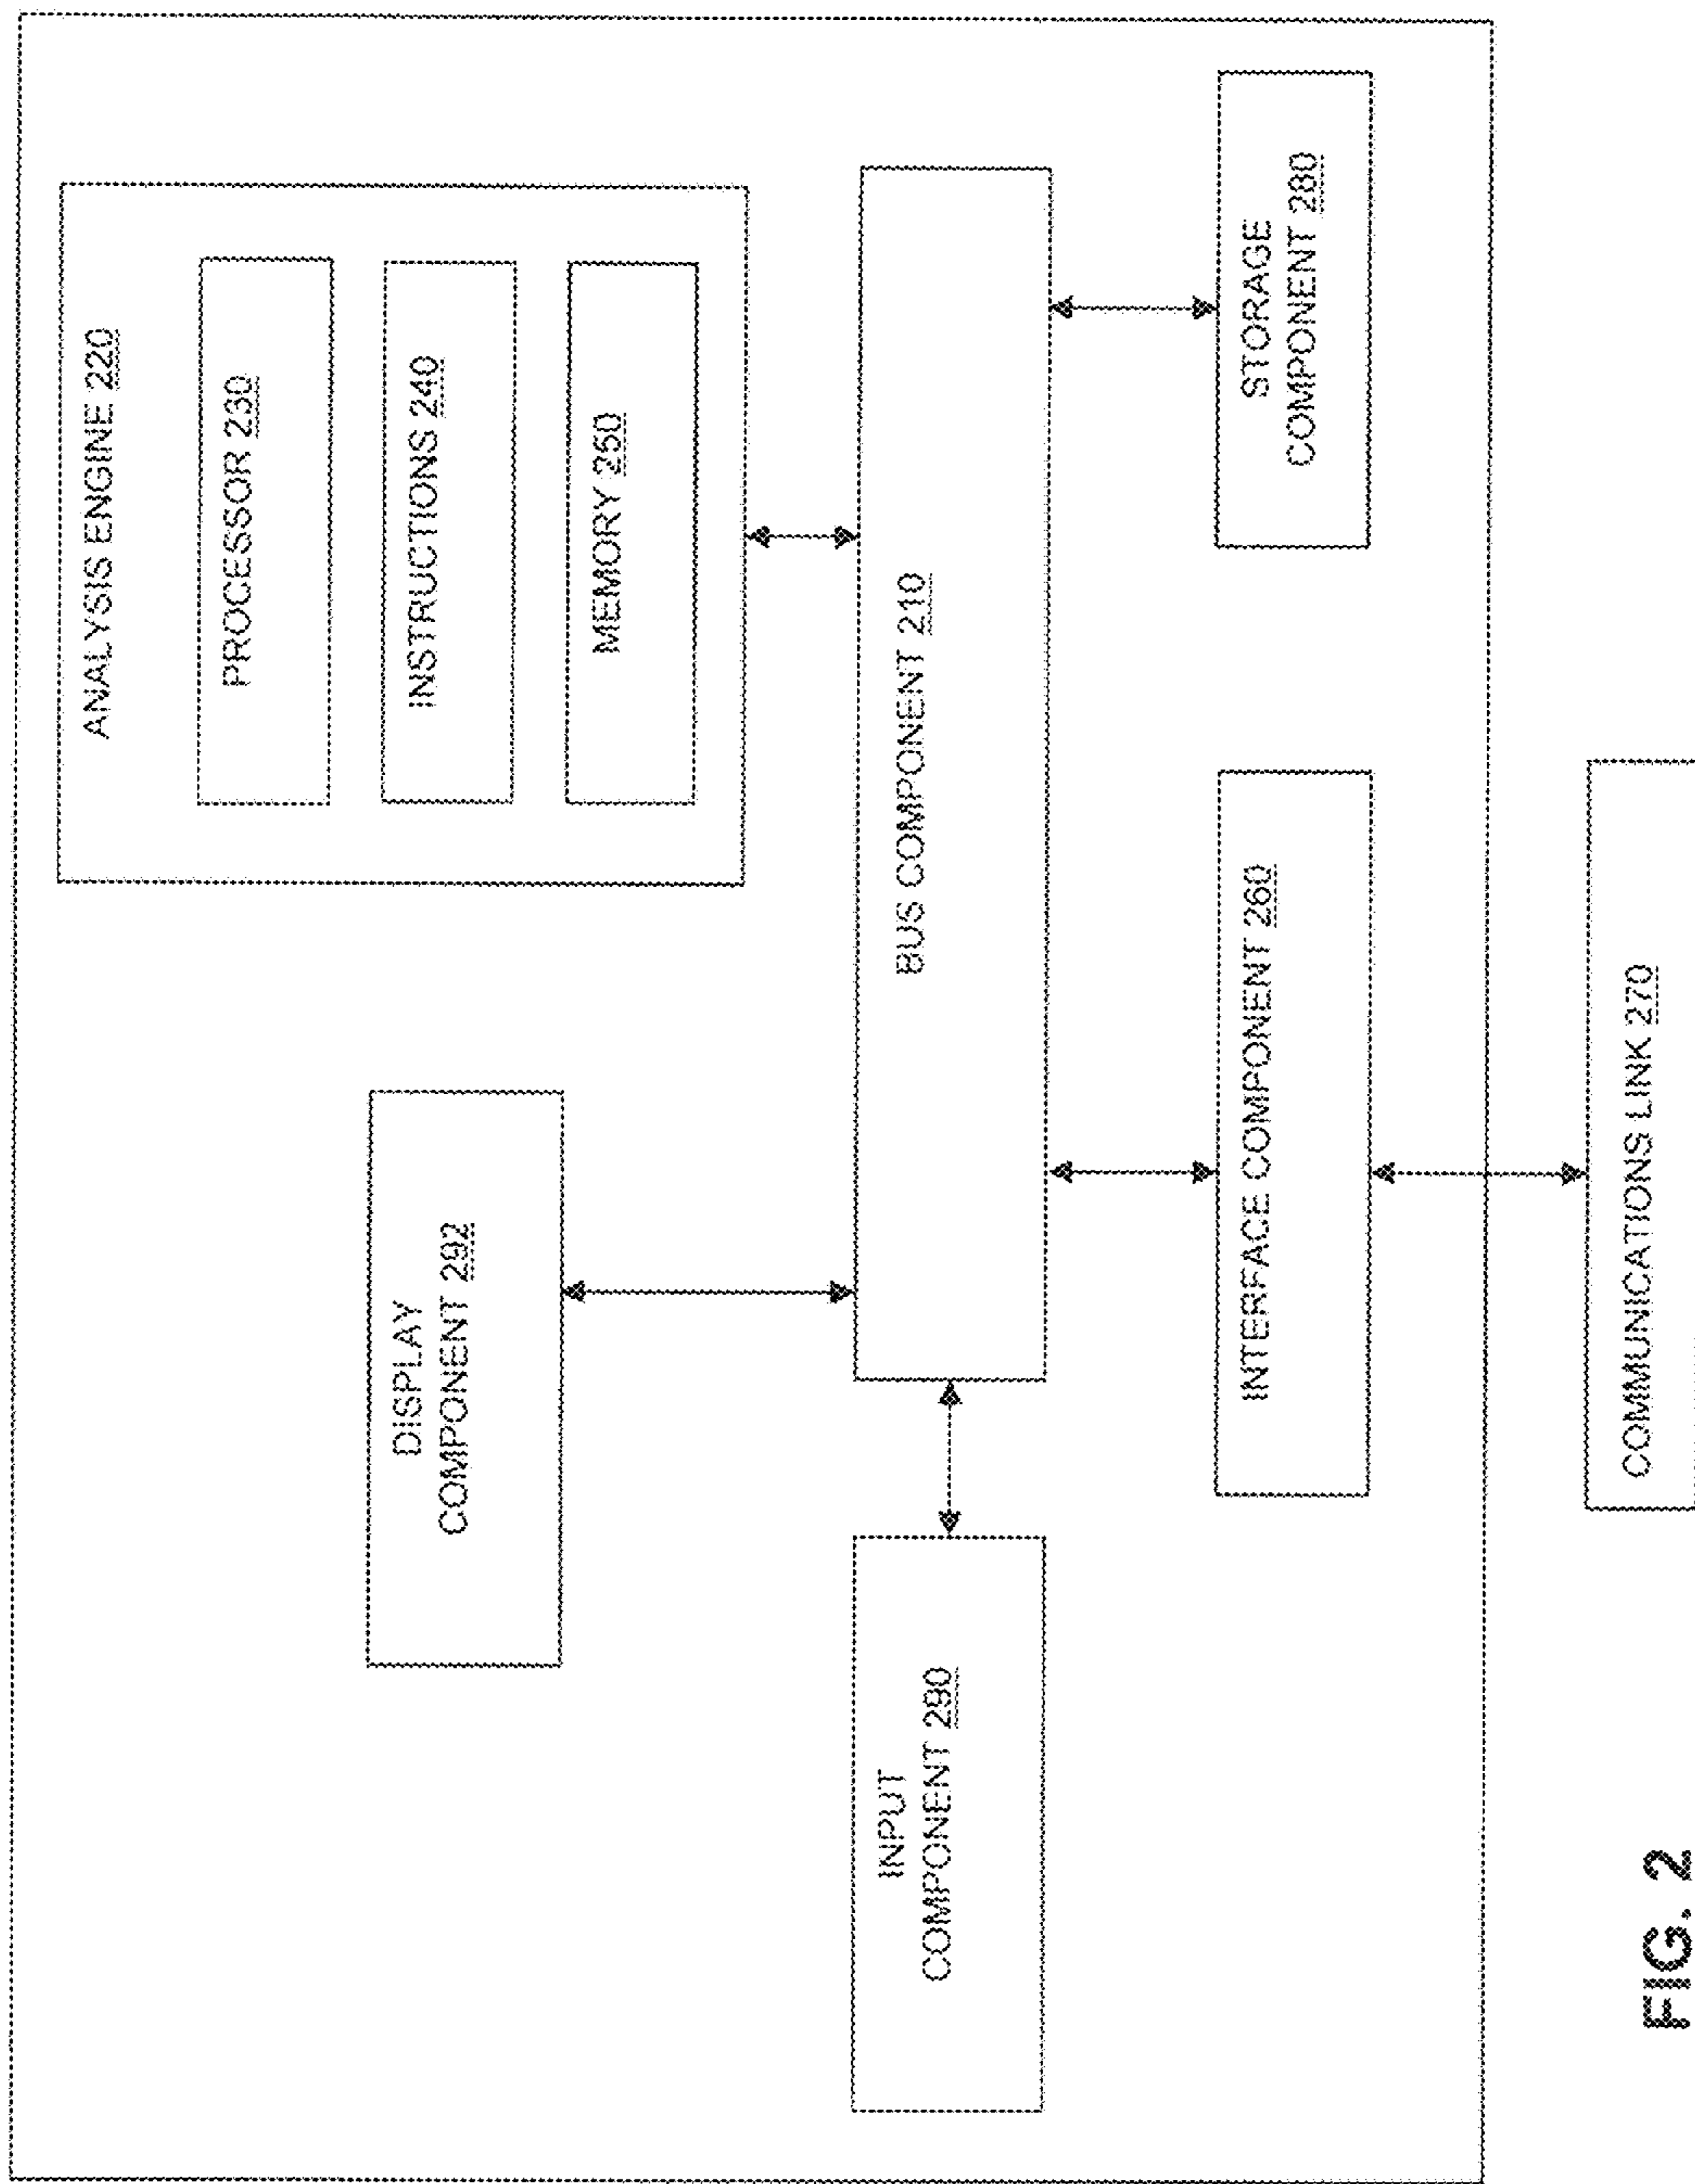 ANALYSIS ENGINE 220
PROCESSOR 230
INSTRUCTIONS 240
MEMORY 250
DISPLAY
COMPONENT 292
BUS COMPONENT 210
INPUT
COMPONENT 290
INTERFACE COMPONENT 260
STORAGE
COMPONENT 280
COMMUNICATIONS LINK 270
FIG. 2